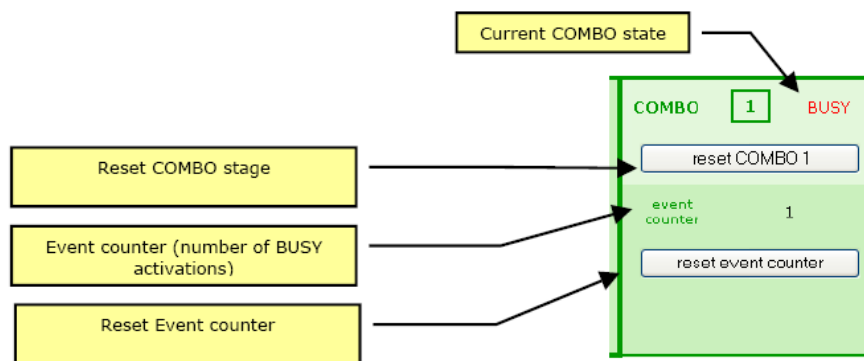 Current COMBO state
COMBO 1 BUSY
Reset COMBO stage
reset COMBO 1
Event counter (number of BUSY
activations)
event
counter 1
Reset Event counter
reset event counter